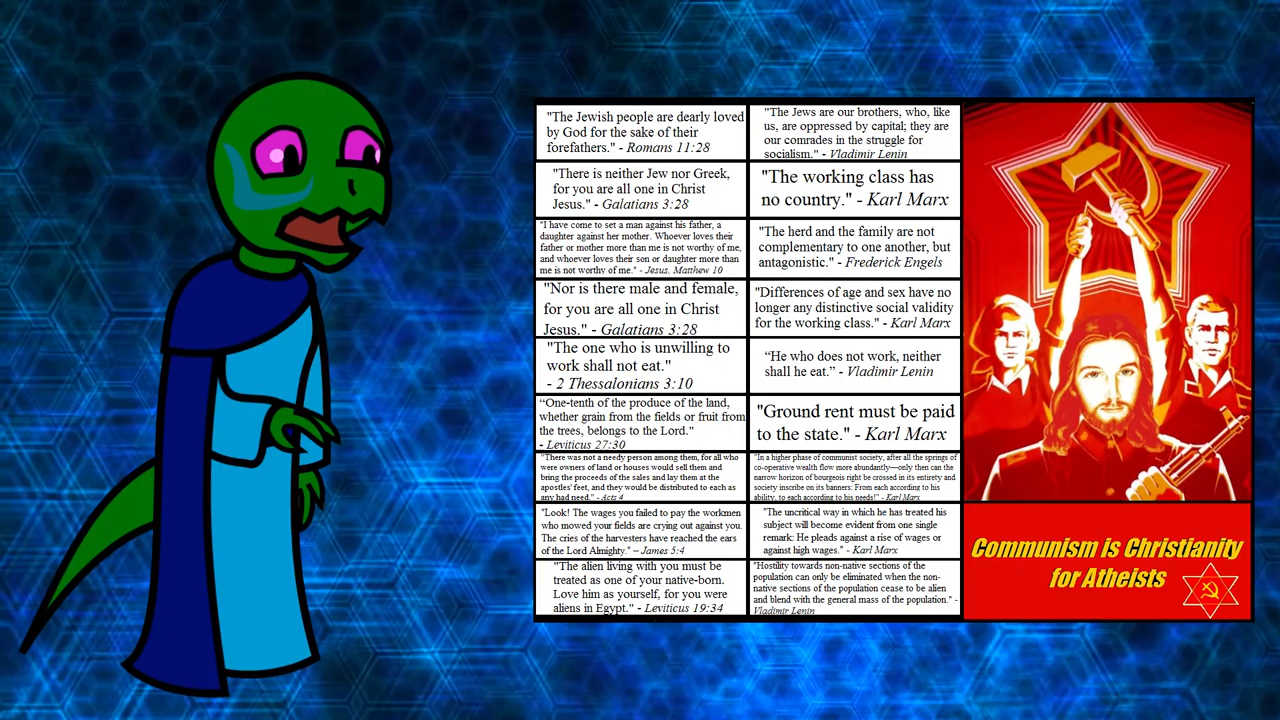 "The Jewish people are dearly loved
by God for the sake of their
forefathers." - Romans 11:28
"The Jews are our brothers, who, like
us, are oppressed by capital; they are
our comrades in the struggle for
socialism." - Vladimir Lenin
"There is neither Jew nor Greek,
for you are all one in Christ
Jesus." - Galatians 3:28
"The working class has
no country." - Karl Marx
"I have come to set a man against his father, a
daughter against her mother. Whoever loves their
father or mother more than me is not worthy of me,
and whoever loves their son or daughter more than
me is not worthy of me." - Jesus. Matthew 10
"The herd and the family are not
complementary to one another, but
antagonistic." - Frederick Engels
"Nor is there male and female,
for you are all one in Christ
Jesus." - Galatians 3:28
"Differences of age and sex have no
longer any distinctive social validity
for the working class." - Karl Marx
"The one who is unwilling to
work shall not eat."
- 2 Thessalonians 3:10
“He who does not work, neither
shall he eat.” - Vladimir Lenin
“One-tenth of the produce of the land,
whether grain from the fields or fruit from
the trees, belongs to the Lord."
- Leviticus 27:30
"Ground rent must be paid
to the state." - Karl Marx
"There was not a needy person among them, for all who
were owners of land or houses would sell them and
bring the proceeds of the sales and lay them at the
apostles' feet, and they would be distributed to each as
any had need." - Acts 4
"In a higher phase of communist society, after all the springs of
co-operative wealth flow more abundantly—only then can the
narrow horizon of bourgeois right be crossed in its entirety and
society inscribe on its banners: From each according to his
ability, to each according to his needs!" - Karl Marx
"Look! The wages you failed to pay the workmen
who mowed your fields are crying out against you.
The cries of the harvesters have reached the ears
of the Lord Almighty." – James 5:4
"The uncritical way in which he has treated his
subject will become evident from one single
remark: He pleads against a rise of wages or
against high wages." - Karl Marx
"The alien living with you must be
treated as one of your native-born.
Love him as yourself, for you were
aliens in Egypt." - Leviticus 19:34
"Hostility towards non-native sections of the
population can only be eliminated when the non-
native sections of the population cease to be alien
and blend with the general mass of the population." -
Vladimir Lenin
Communism is Christianity
for Atheists